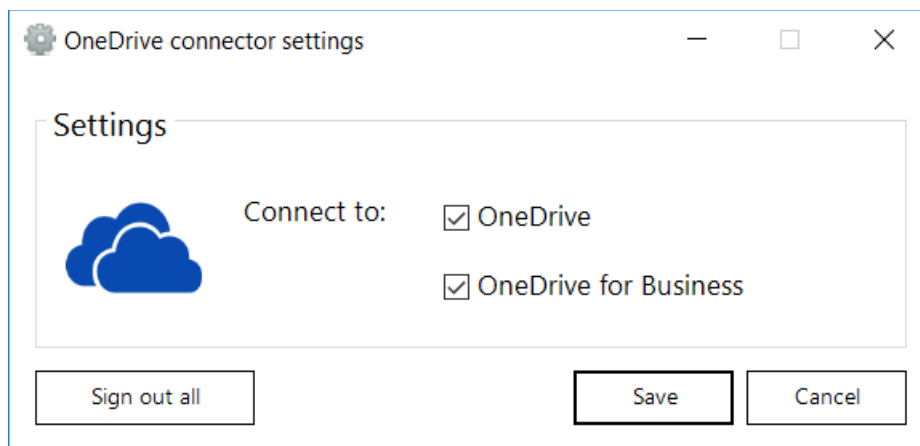 OneDrive connector settings
Settings
Connect to:
OneDrive
OneDrive for Business
Sign out all
Save
Cancel